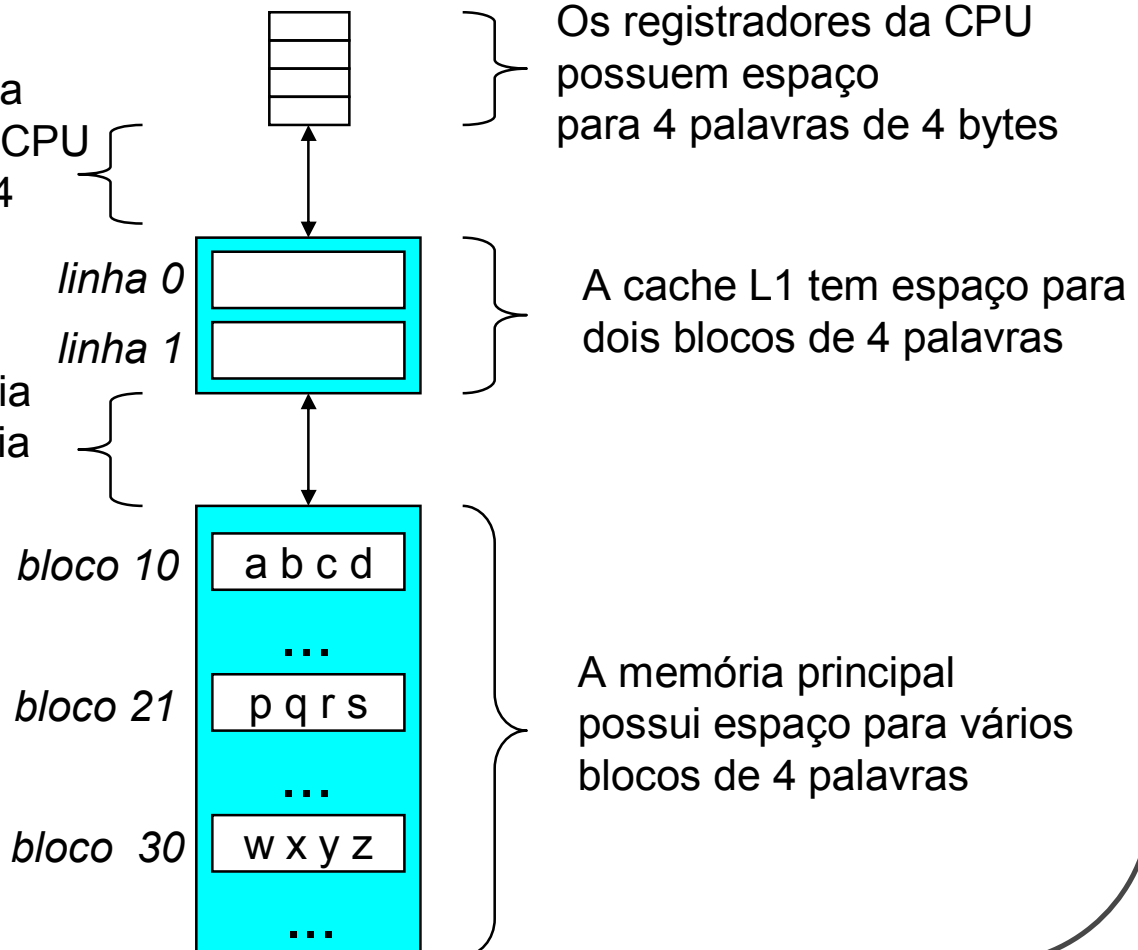 Os registradores da CPU
possuem espaço
para 4 palavras de 4 bytes
a
CPU
4
linha 0
linha 1
A cache L1 tem espaço para
dois blocos de 4 palavras
ia
ia
bloco 10
a b c d
...
bloco 21
p q r s
...
bloco 30
w x y z
...
A memória principal
possui espaço para vários
blocos de 4 palavras